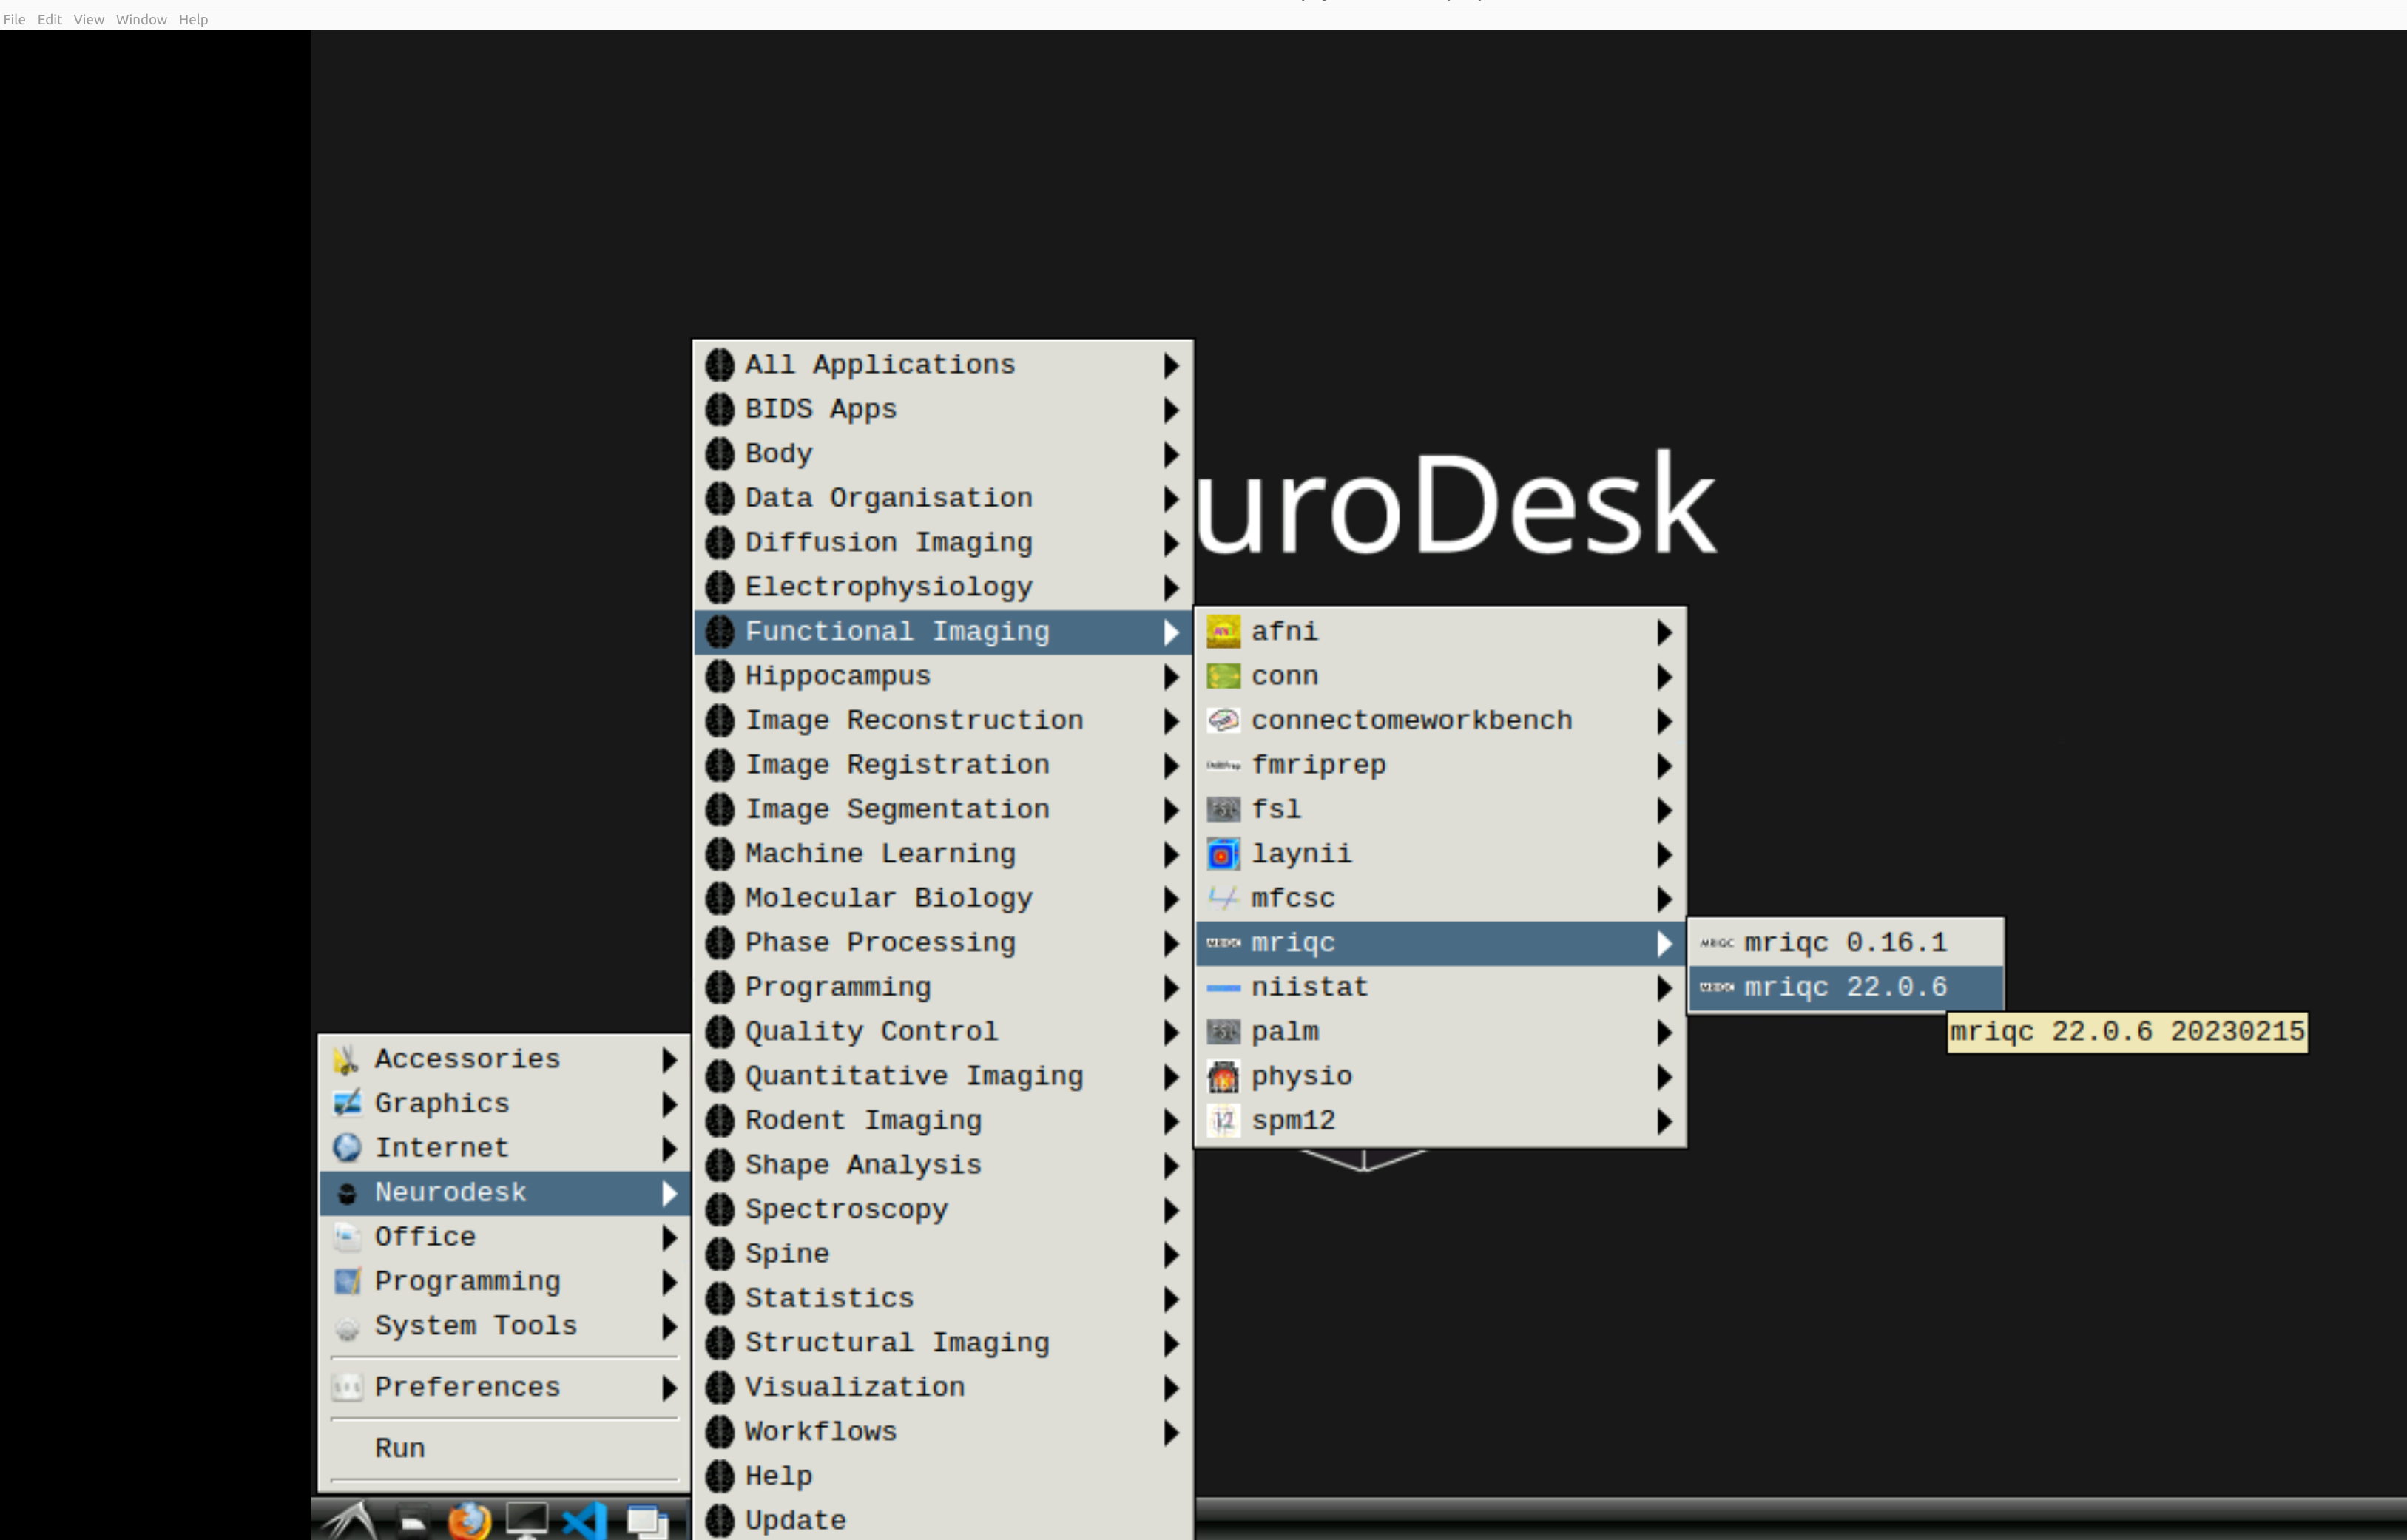 File Edit View Window Help
uroDesk
All Applications
BIDS Apps
Body
Data Organisation
Diffusion Imaging
Electrophysiology
Functional Imaging
Hippocampus
Image Reconstruction
Image Registration
Image Segmentation
Machine Learning
Molecular Biology
Phase Processing
Programming
Quality Control
Quantitative Imaging
Rodent Imaging
Shape Analysis
Spectroscopy
Spine
Statistics
Structural Imaging
Visualization
Workflows
Help
Update
afni
conn
connectomeworkbench
fmriprep
fsl
laynii
mfcsc
mriqc
niistat
palm
physio
spm12
mriqc 0.16.1
mriqc 22.0.6
mriqc 22.0.6 20230215
Accessories
Graphics
Internet
Neurodesk
Office
Programming
System Tools
Preferences
Run